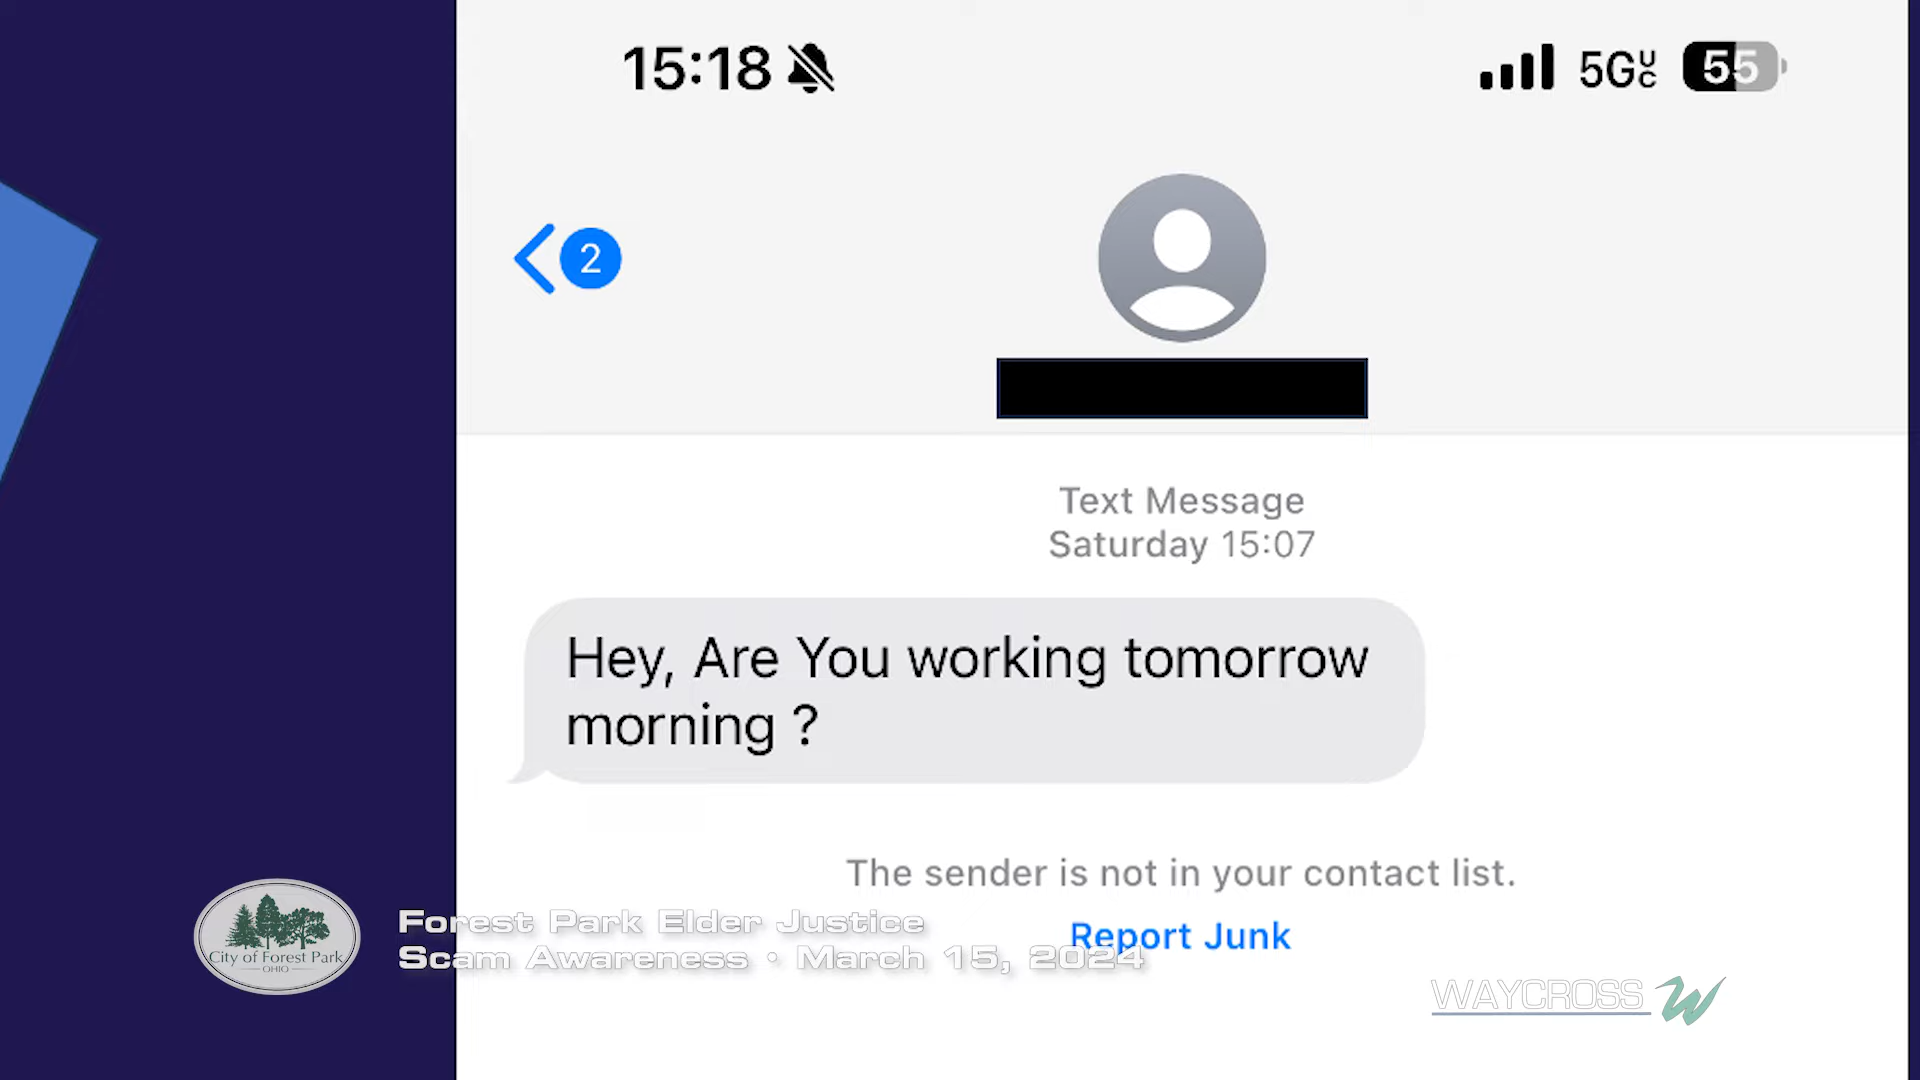 15:18
5GUC
55
2
Text Message
Saturday 15:07
Hey, Are You working tomorrow
morning ?
The sender is not in your contact list.
Report Junk
City of Forest Park
OHIO
Forest Park Elder Justice
Scam Awareness • March 15, 2024
WAYCROSS